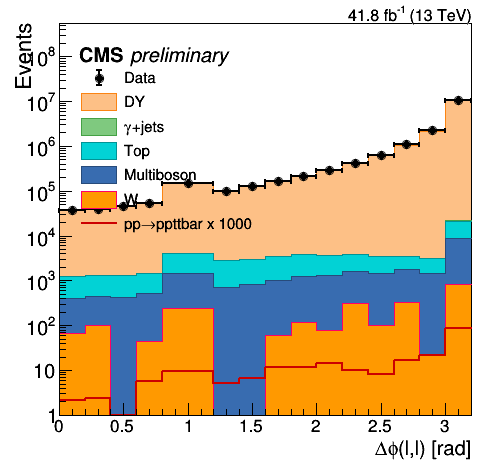 41.8 fb⁻¹ (13 TeV)
Events
CMS preliminary
Data
DY
γ+jets
Top
Multiboson
W
pp→ppttbar x 1000
10⁸
10⁷
10⁶
10⁵
10⁴
10³
10²
10
1
0 0.5 1 1.5 2 2.5 3
Δϕ(l,l) [rad]